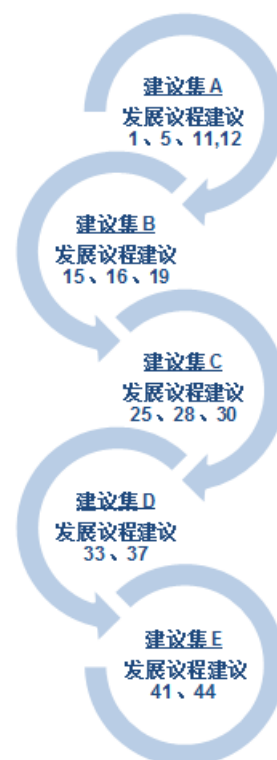 建议集 A
发展议程建议
1、5、11,12
建议集 B
发展议程建议
15、16、19
建议集 C
发展议程建议
25、28、30
建议集 D
发展议程建议
33、37
建议集 E
发展议程建议
41、44